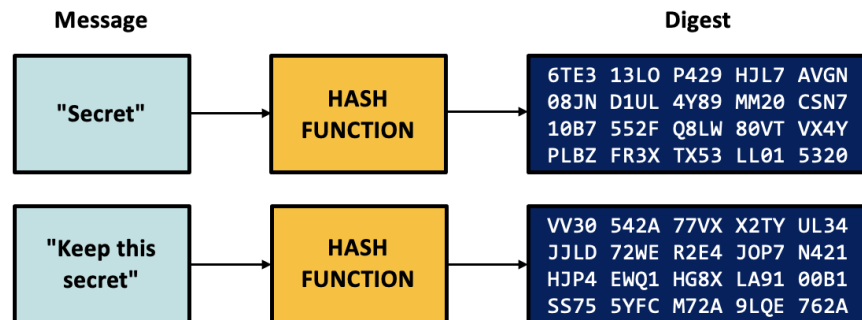 Message
Digest
"Secret"
HASH
FUNCTION
6TE3 13LO P429 HJL7 AVGN
08JN D1UL 4Y89 MM20 CSN7
10B7 552F Q8LW 80VT VX4Y
PLBZ FR3X TX53 LL01 5320
"Keep this
secret"
HASH
FUNCTION
VV30 542A 77VX X2TY UL34
JJLD 72WE R2E4 JOP7 N421
HJP4 EWQ1 HG8X LA91 00B1
SS75 5YFC M72A 9LQE 762A